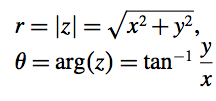 r = |z| = √(x² + y²),
θ = arg(z) = tan⁻¹ y/x